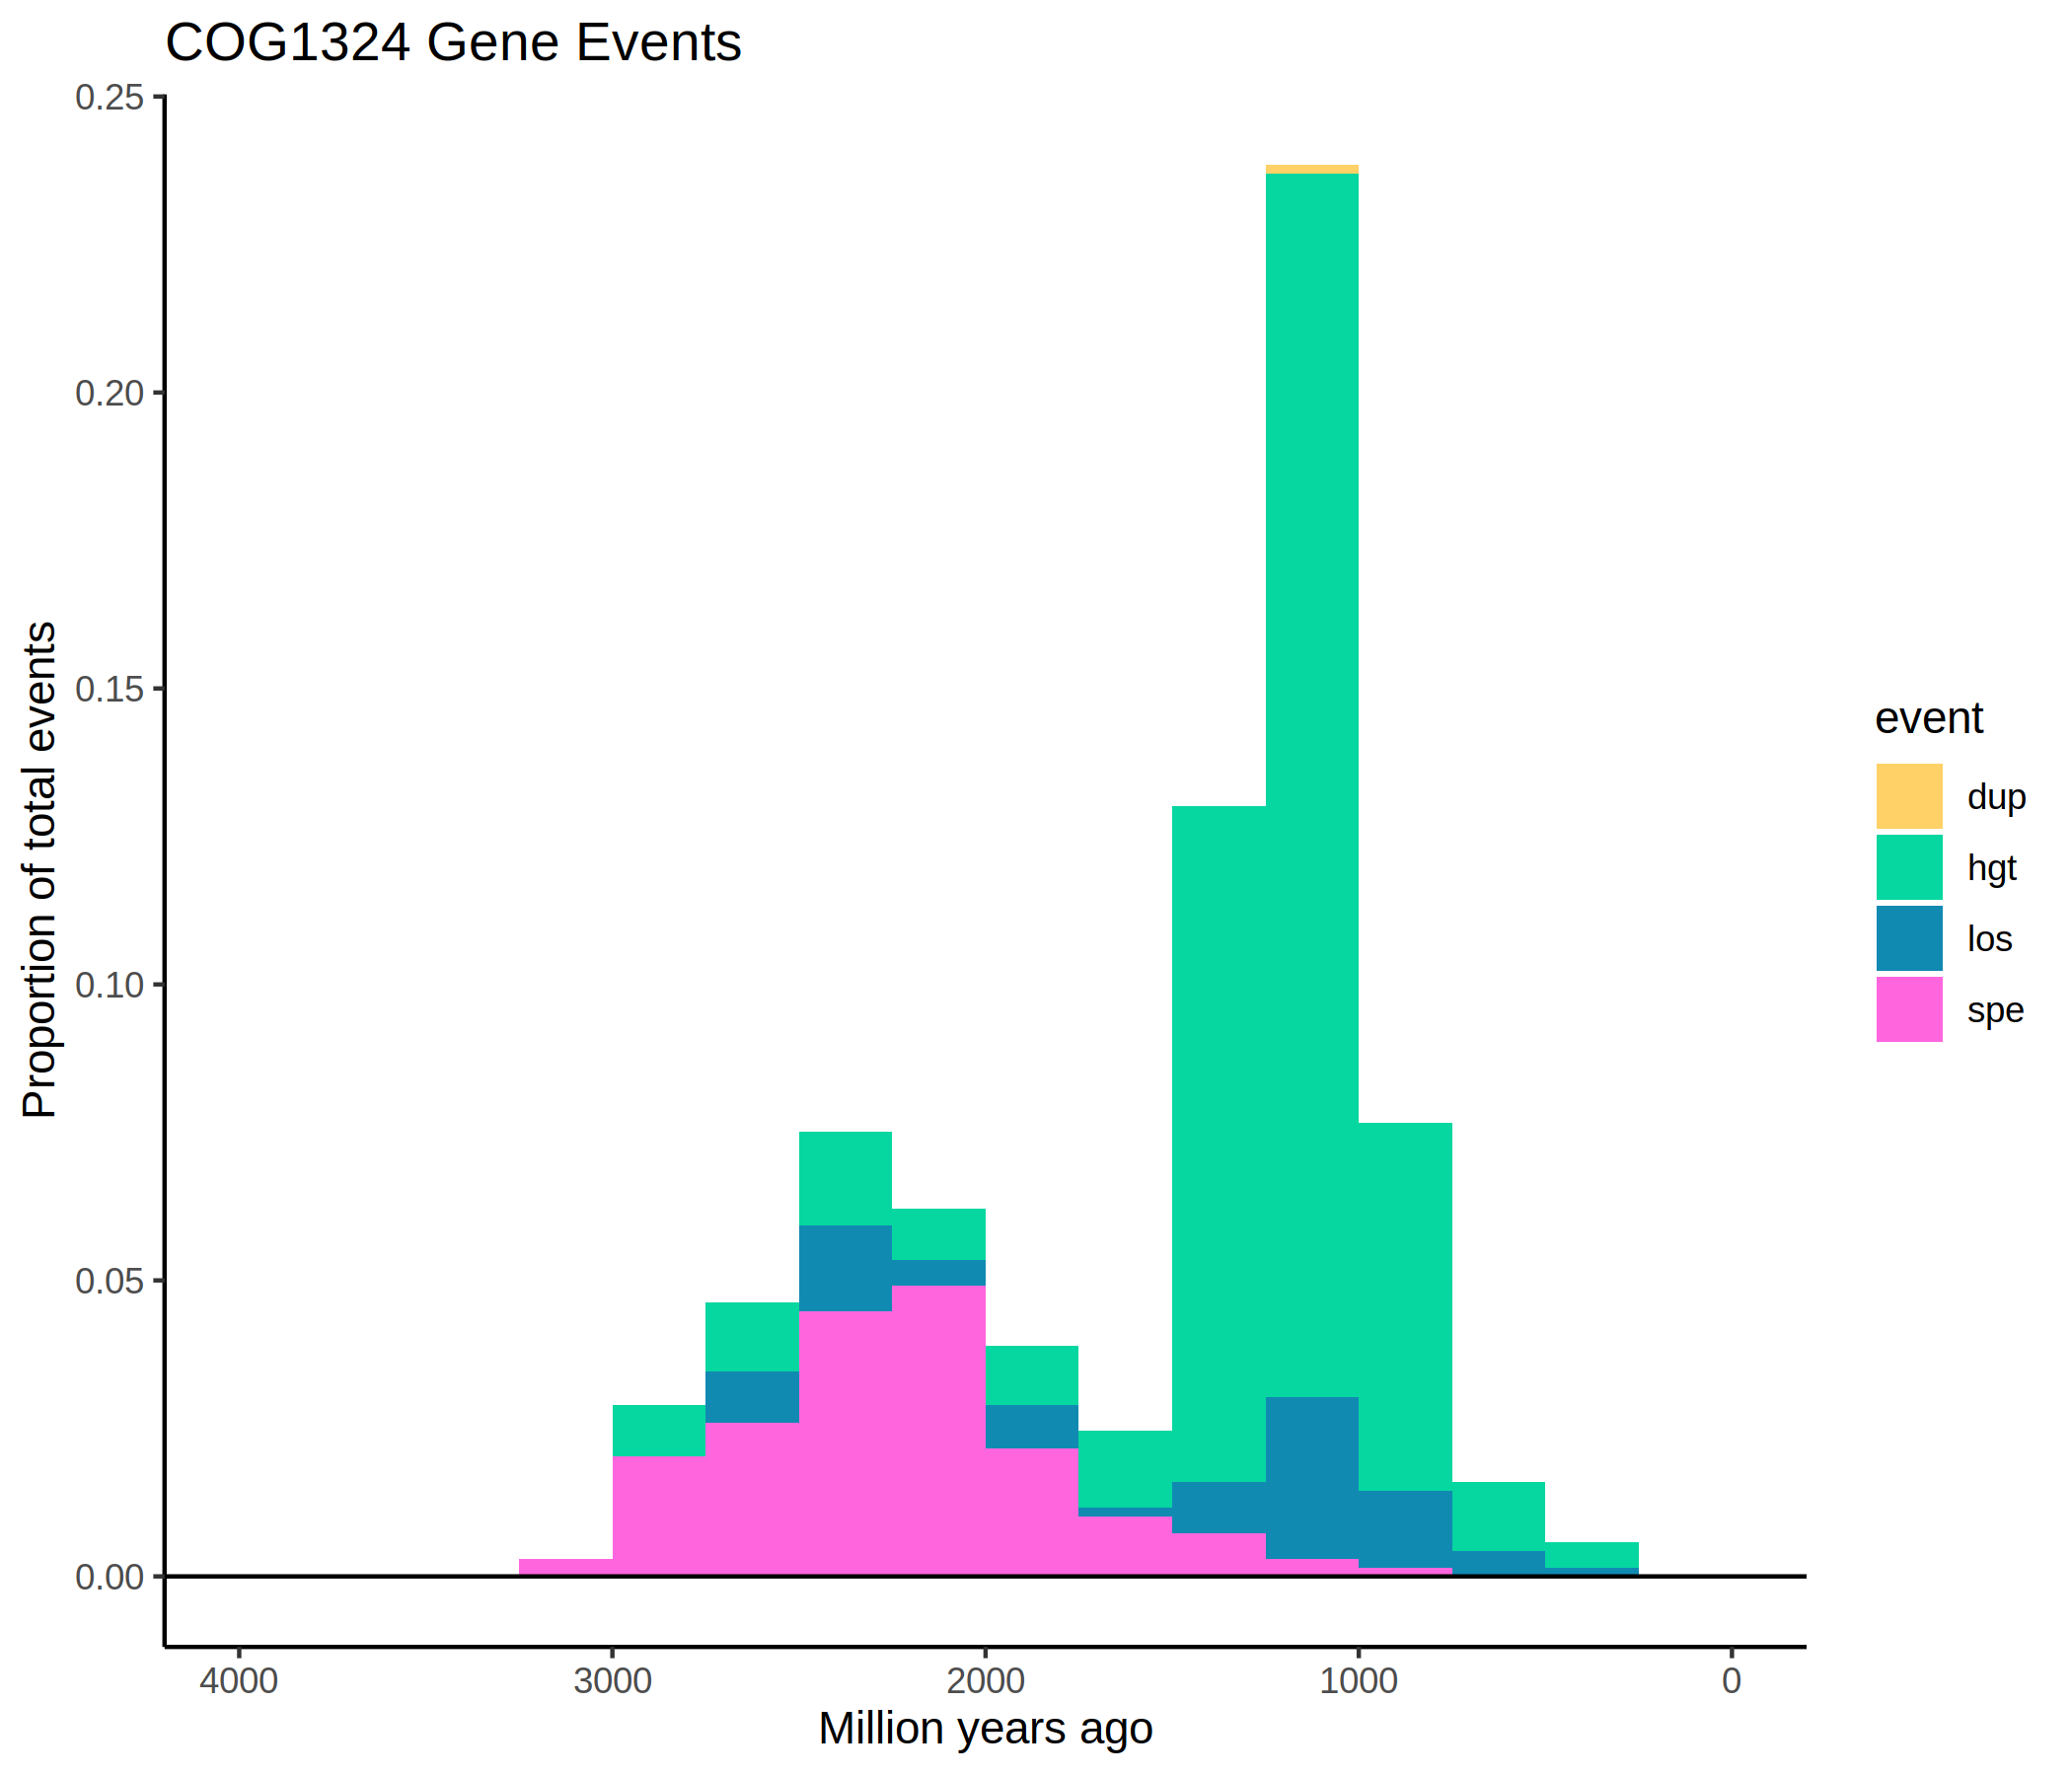 COG1324 Gene Events
Proportion of total events
0.25
0.20
0.15
0.10
0.05
0.00
4000 3000 2000 1000 0
Million years ago
event
dup
hgt
los
spe